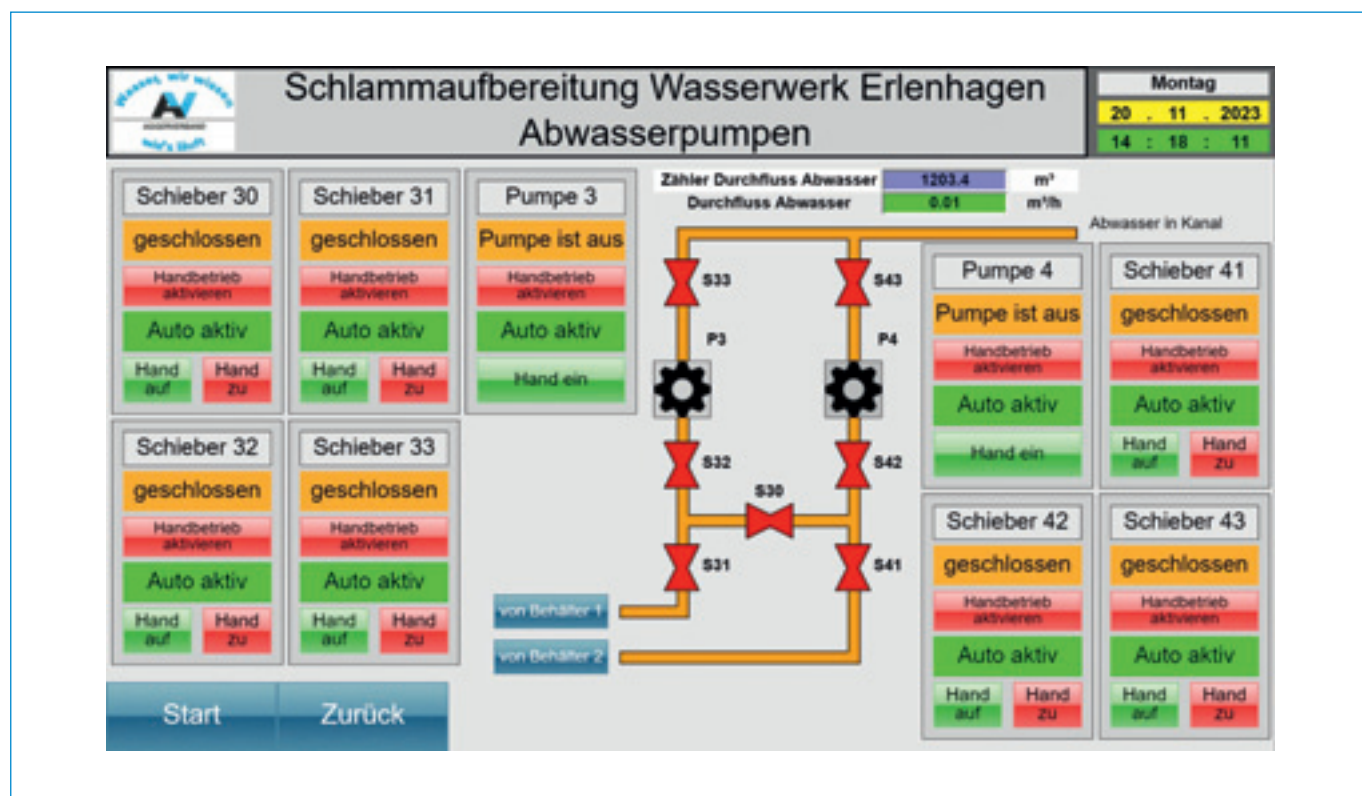 Wasser, wir wissen
wie's läuft
Schlammaufbereitung Wasserwerk Erlenhagen
Abwasserpumpen
Montag
20 . 11 . 2023
14 : 18 : 11
Schieber 30
geschlossen
Handbetrieb
aktivieren
Auto aktiv
Hand
auf
Hand
zu
Schieber 31
geschlossen
Handbetrieb
aktivieren
Auto aktiv
Hand
auf
Hand
zu
Pumpe 3
Pumpe ist aus
Handbetrieb
aktivieren
Auto aktiv
Hand ein
Schieber 32
geschlossen
Handbetrieb
aktivieren
Auto aktiv
Hand
auf
Hand
zu
Schieber 33
geschlossen
Handbetrieb
aktivieren
Auto aktiv
Hand
auf
Hand
zu
Zähler Durchfluss Abwasser 1203.4 m³
Durchfluss Abwasser 0.01 m³/h
Abwasser in Kanal
S33
S43
P3
P4
S32
S42
S30
S31
S41
von Behälter 1
von Behälter 2
Pumpe 4
Pumpe ist aus
Handbetrieb
aktivieren
Auto aktiv
Hand ein
Schieber 41
geschlossen
Handbetrieb
aktivieren
Auto aktiv
Hand
auf
Hand
zu
Schieber 42
geschlossen
Handbetrieb
aktivieren
Auto aktiv
Hand
auf
Hand
zu
Schieber 43
geschlossen
Handbetrieb
aktivieren
Auto aktiv
Hand
auf
Hand
zu
Start
Zurück